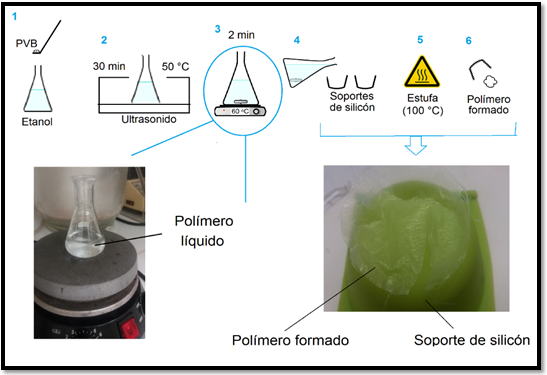 1
PVB
Etanol
2
30 min
50 °C
Ultrasonido
3
2 min
60 °C
4
Soportes
de silicón
5
Estufa
(100 °C)
6
Polímero
formado
Polímero
líquido
Polímero formado
Soporte de silicón